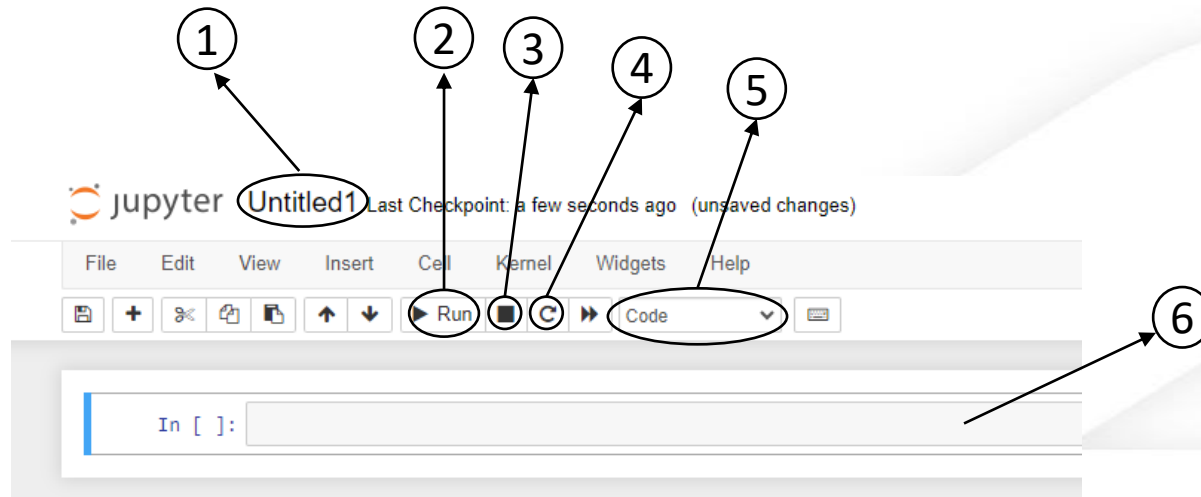 1 2 3 4 5
jupyter Untitled1 Last Checkpoint: a few seconds ago (unsaved changes)
File Edit View Insert Cell Kernel Widgets Help
Run Code
6
In [ ]: